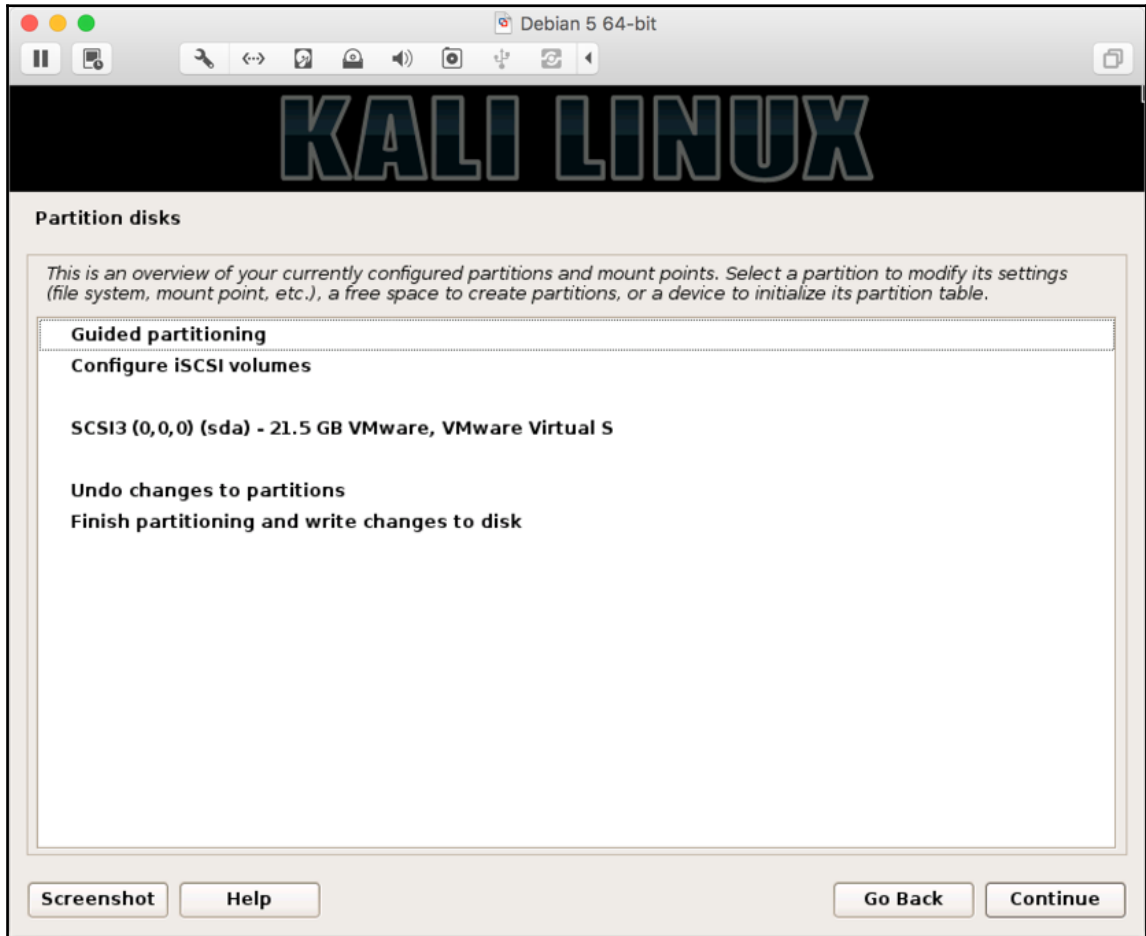 Debian 5 64-bit
KALI LINUX
Partition disks
This is an overview of your currently configured partitions and mount points. Select a partition to modify its settings
(file system, mount point, etc.), a free space to create partitions, or a device to initialize its partition table.
Guided partitioning
Configure iSCSI volumes
SCSI3 (0,0,0) (sda) - 21.5 GB VMware, VMware Virtual S
Undo changes to partitions
Finish partitioning and write changes to disk
Screenshot Help Go Back Continue